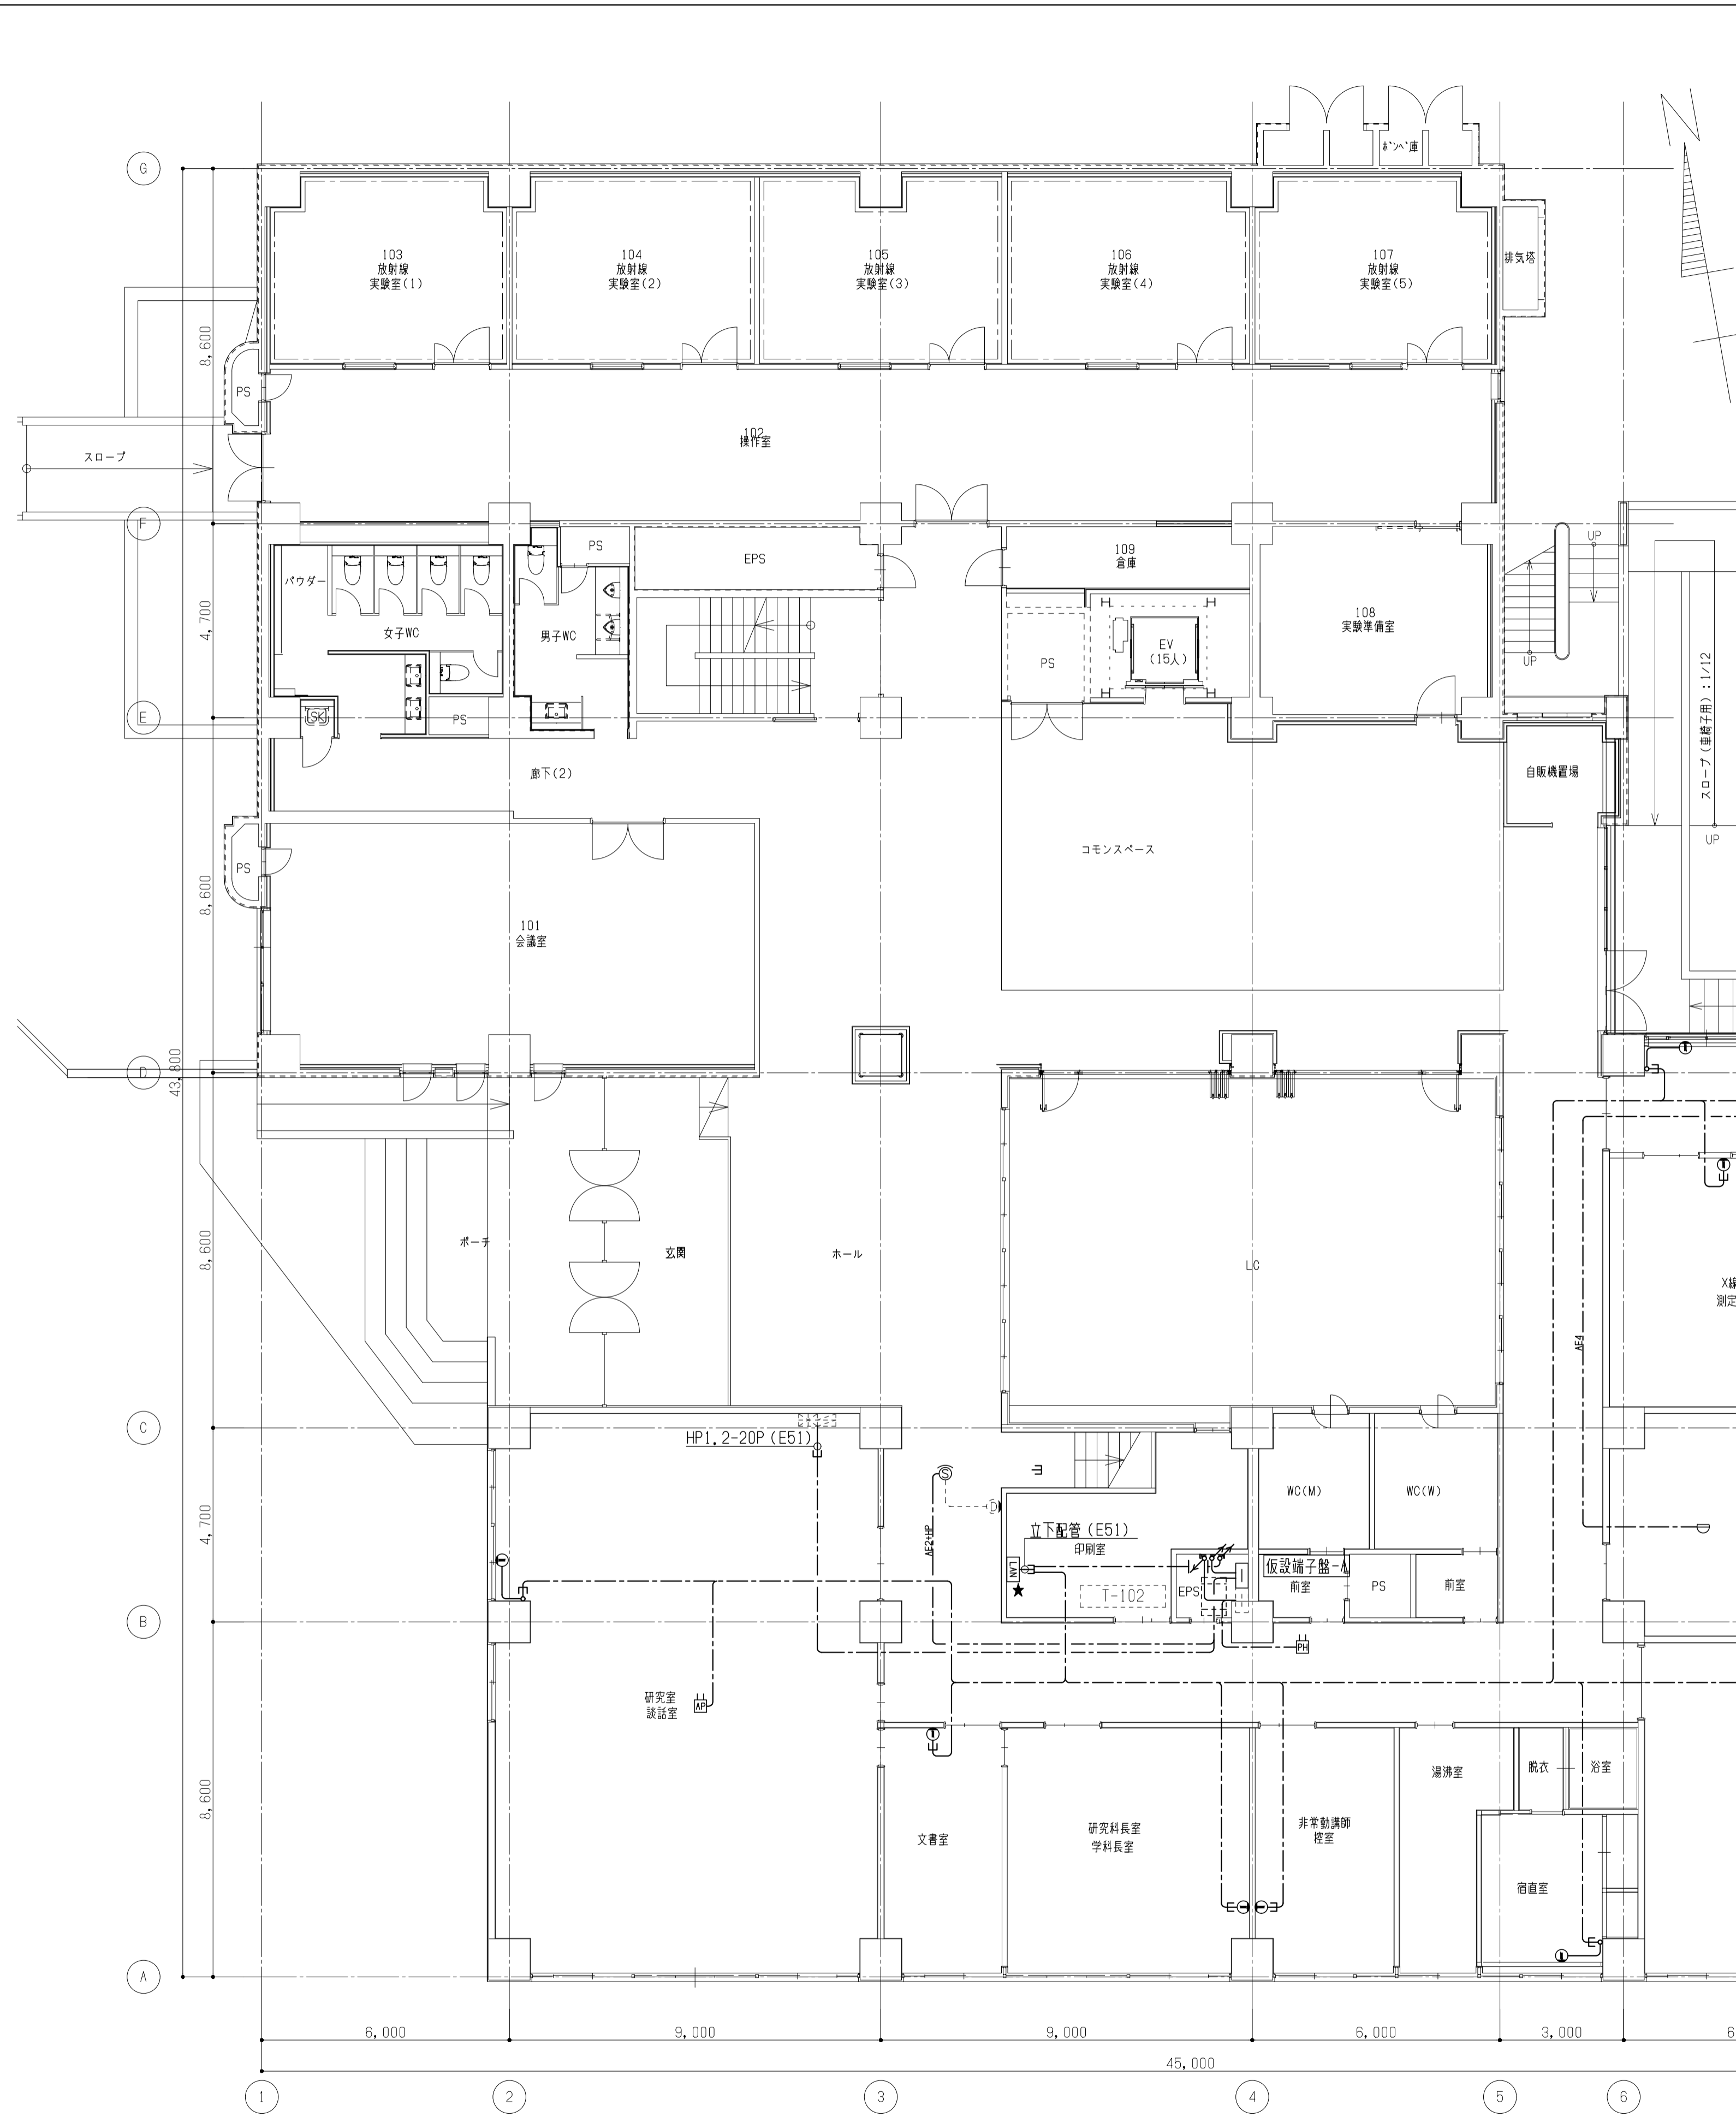 ボンベ庫
G
103
放射線
実験室(1)
104
放射線
実験室(2)
105
放射線
実験室(3)
106
放射線
実験室(4)
107
放射線
実験室(5)
排気塔
N
8,600
PS
102
操作室
スロープ
F
UP
PS
EPS
109
倉庫
パウダー
女子WC
男子WC
4,700
108
実験準備室
EV
(15人)
PS
UP
スロープ(車椅子用):1/12
E
SK
PS
廊下(2)
自販機置場
UP
コモンスペース
PS
8,600
101
会議室
D
43,800
8,600
ポーチ
玄関
ホール
LC
AE4
C
HP1,2-20P(E51)
S
D
WC(M)
WC(W)
4,700
AE2+HP
立下配管(E51)
印刷室
LAN
仮設端子盤-A
前室
PS
前室
EPS
T-102
B
PH
研究室
談話室
AP
8,600
湯沸室
脱衣
浴室
文書室
研究科長室
学科長室
非常勤講師
控室
宿直室
A
6,000
9,000
9,000
6,000
3,000
45,000
1
2
3
4
5
6